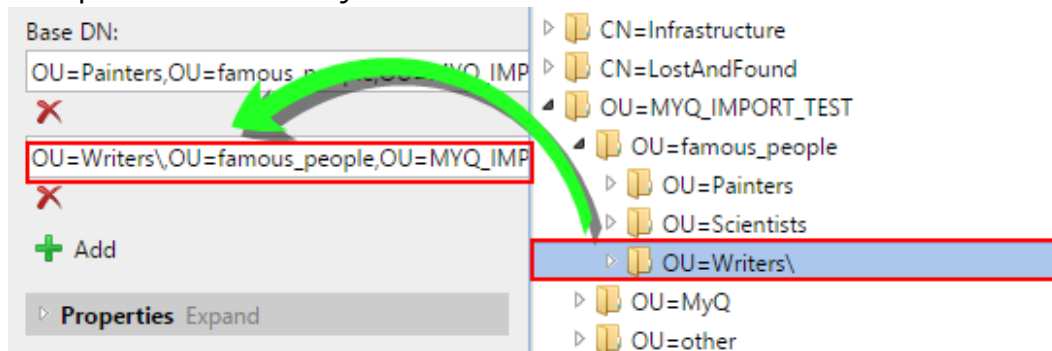 Base DN:
OU=Painters,OU=famous_people,OU=MYQ_IMP
OU=Writers\,OU=famous_people,OU=MYQ_IMP
Add
Properties Expand
CN=Infrastructure
CN=LostAndFound
OU=MYQ_IMPORT_TEST
OU=famous_people
OU=Painters
OU=Scientists
OU=Writers\
OU=MyQ
OU=other